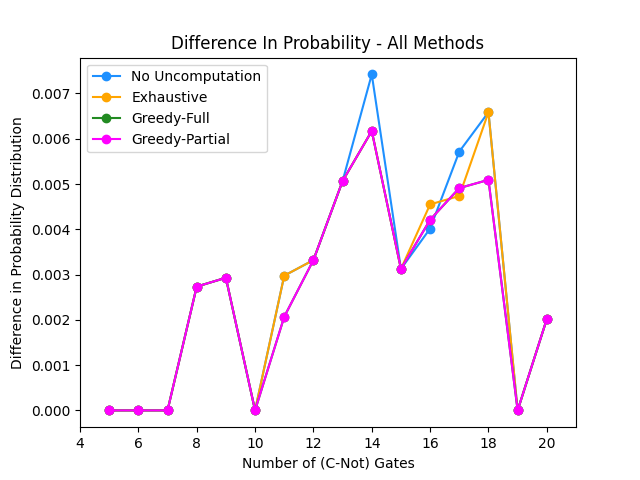 Difference In Probability - All Methods
No Uncomputation
Exhaustive
Greedy-Full
Greedy-Partial
Difference in Probability Distribution
0.007
0.006
0.005
0.004
0.003
0.002
0.001
0.000
4 6 8 10 12 14 16 18 20
Number of (C-Not) Gates